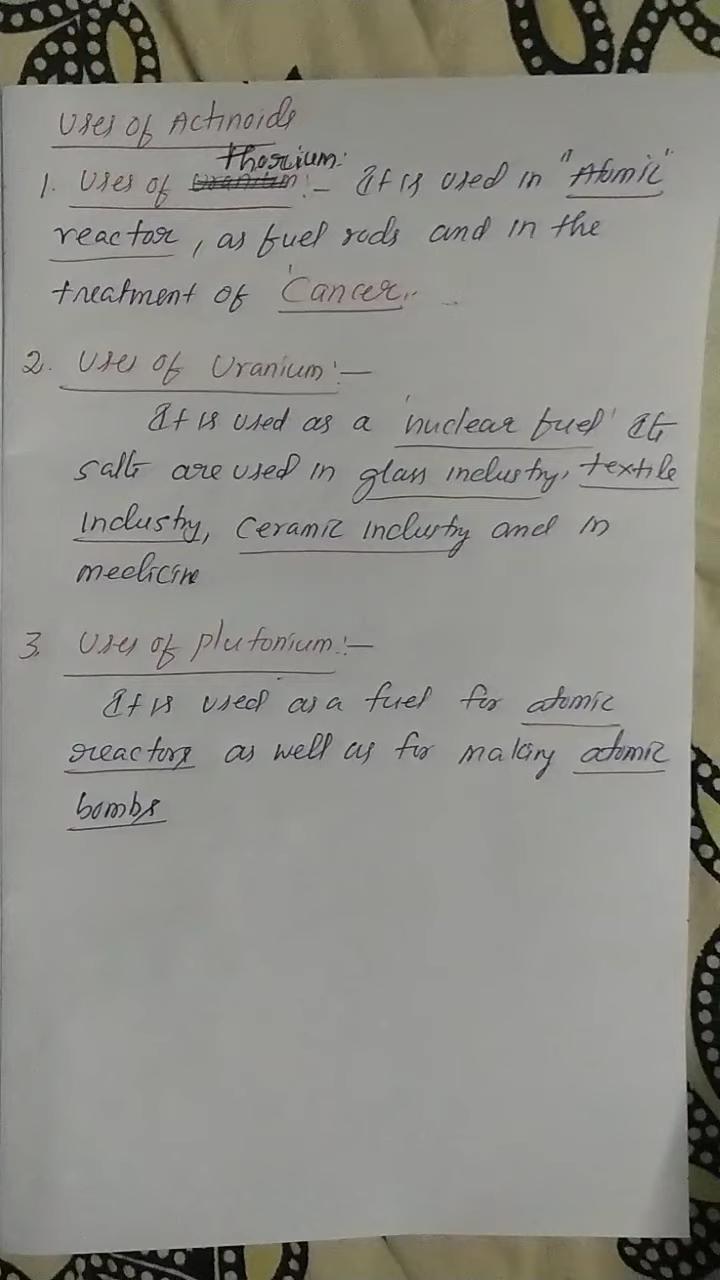 Uses of Actinoids
1. Uses of thorium:- It is used in "Atomic"
reactor, as fuel rods and in the
treatment of 'Cancer'.
2. Uses of Uranium:-
It is used as a 'nuclear fuel' Its
salts are used in glass industry, textile
industry, ceramic industry and in
medicine
3. Uses of plutonium:-
It is used as a fuel for atomic
reactors as well as for making atomic
bombs